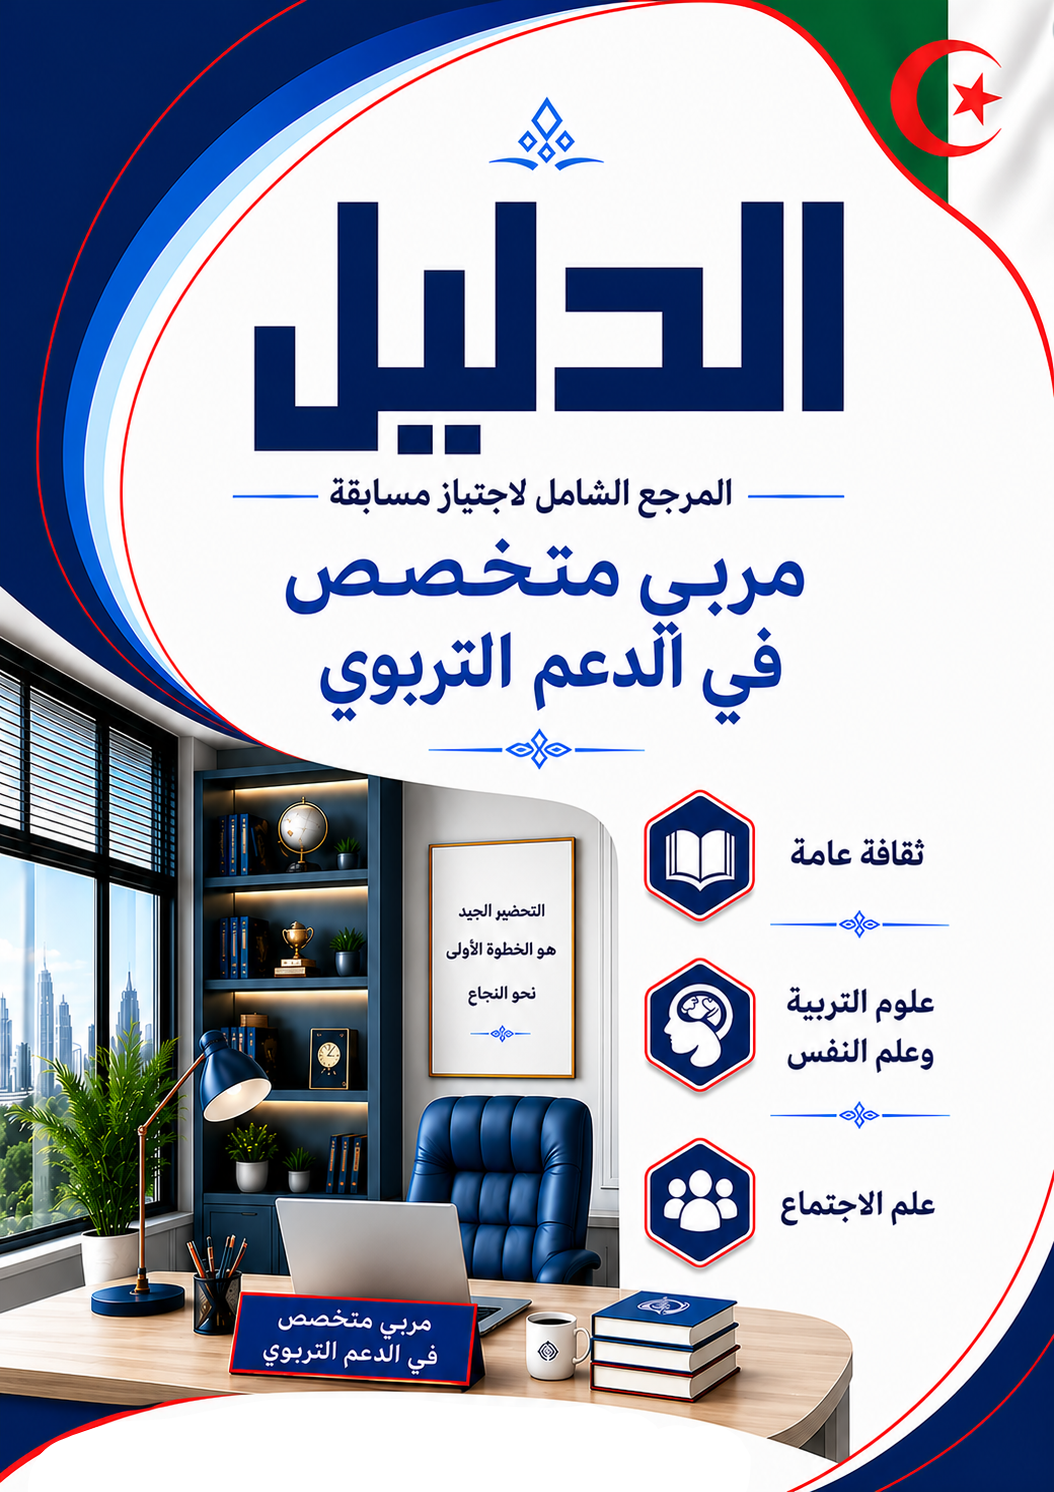 الدليل
المرجع الشامل لاجتياز مسابقة
مربي متخصص
في الدعم التربوي
ثقافة عامة
علوم التربية
وعلم النفس
علم الاجتماع
التحضير الجيد
هو الخطوة الأولى
نحو النجاع
مربي متخصص
في الدعم التربوي